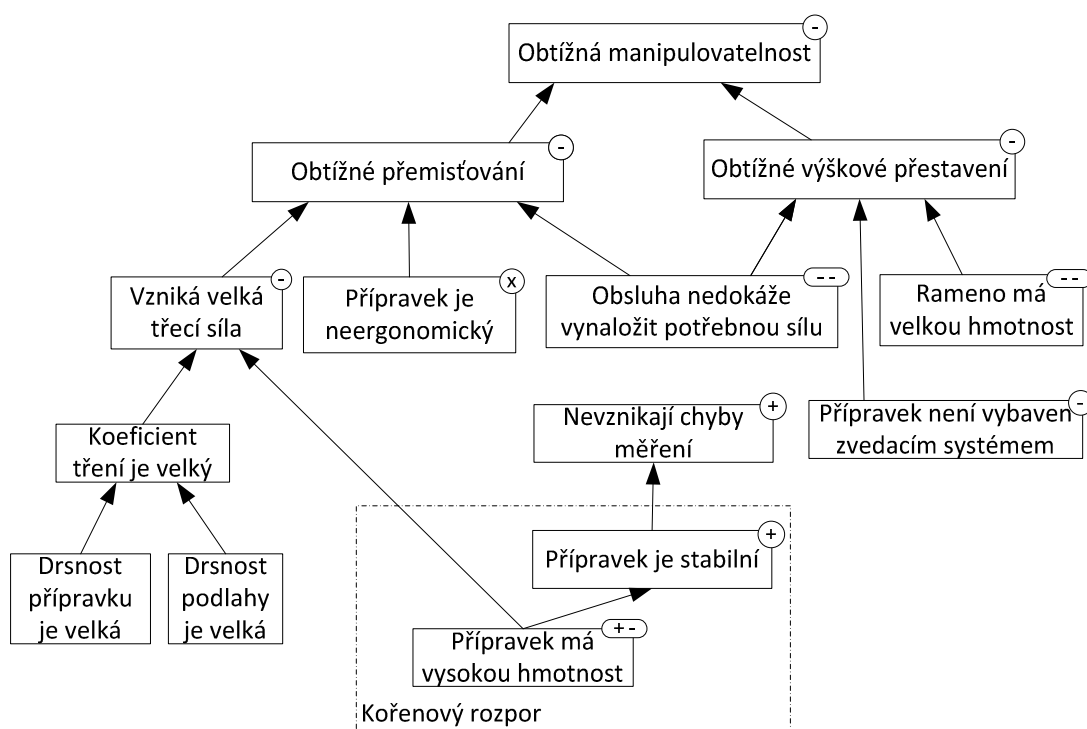 -
Obtížná manipulovatelnost
-
Obtížné přemisťování
-
Obtížné výškové přestavení
-
Vzniká velká
třecí síla
x
Přípravek je
neergonomický
- -
Obsluha nedokáže
vynaložit potřebnou sílu
- -
Rameno má
velkou hmotnost
+
Nevznikají chyby
měření
-
Přípravek není vybaven
zvedacím systémem
Koeficient
tření je velký
+
Přípravek je stabilní
Drsnost
přípravku
je velká
Drsnost
podlahy
je velká
+ -
Přípravek má
vysokou hmotnost
Kořenový rozpor